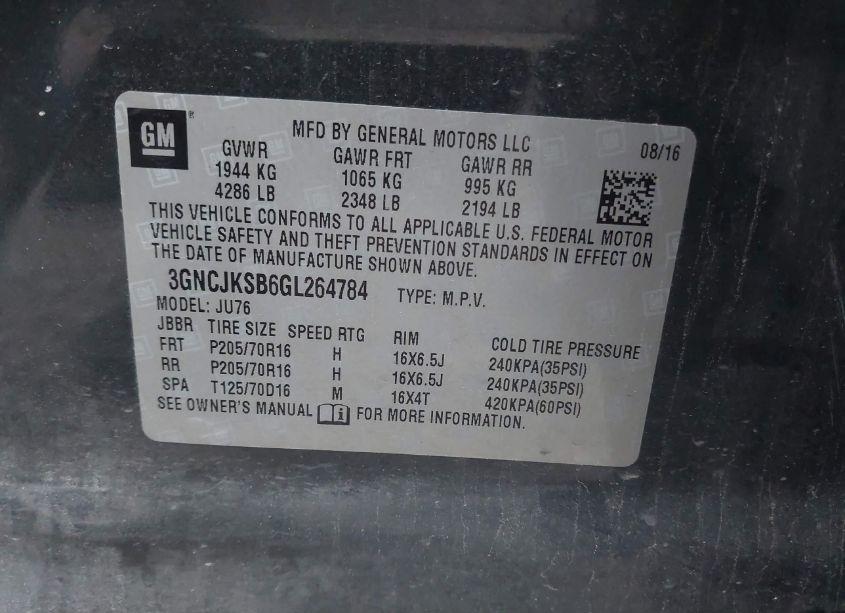 GM
MFD BY GENERAL MOTORS LLC
08/16
GVWR GAWR FRT GAWR RR
1944 KG 1065 KG 995 KG
4286 LB 2348 LB 2194 LB
THIS VEHICLE CONFORMS TO ALL APPLICABLE U.S. FEDERAL MOTOR
VEHICLE SAFETY AND THEFT PREVENTION STANDARDS IN EFFECT ON
THE DATE OF MANUFACTURE SHOWN ABOVE.
3GNCJKSB6GL264784 TYPE: M.P.V.
MODEL: JU76
JBBR TIRE SIZE SPEED RTG RIM COLD TIRE PRESSURE
FRT P205/70R16 H 16X6.5J 240KPA(35PSI)
RR P205/70R16 H 16X6.5J 240KPA(35PSI)
SPA T125/70D16 M 16X4T 420KPA(60PSI)
SEE OWNER'S MANUAL i FOR MORE INFORMATION.